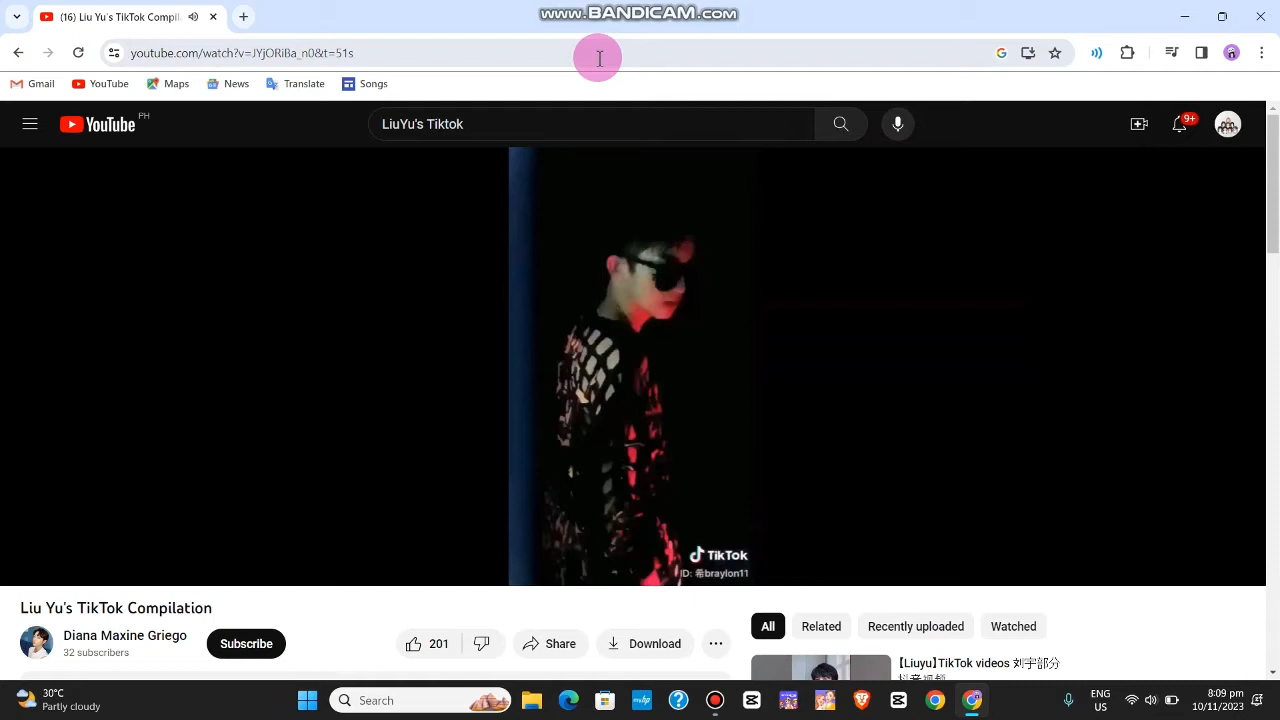 www.BANDICAM.com
(16) Liu Yu's TikTok Compil
youtube.com/watch?v=JYjORiBa_n0&t=51s
Gmail
YouTube
Maps
News
Translate
Songs
YouTube PH
LiuYu's Tiktok
9+
TikTok
ID: 希braylon11
Liu Yu's TikTok Compilation
Diana Maxine Griego
32 subscribers
Subscribe
201
Share
Download
All
Related
Recently uploaded
Watched
【Liuyu】TikTok videos 刘宇部分
30°C
Partly cloudy
Search
ENG
US
8:09 pm
10/11/2023